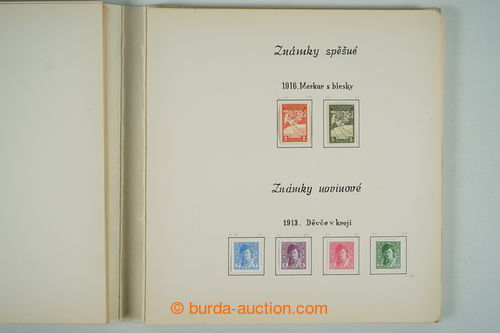 Známky spěšné
1916. Merkur s blesky
Známky novinové
1913. Děvče v kroji
© burda-auction.com